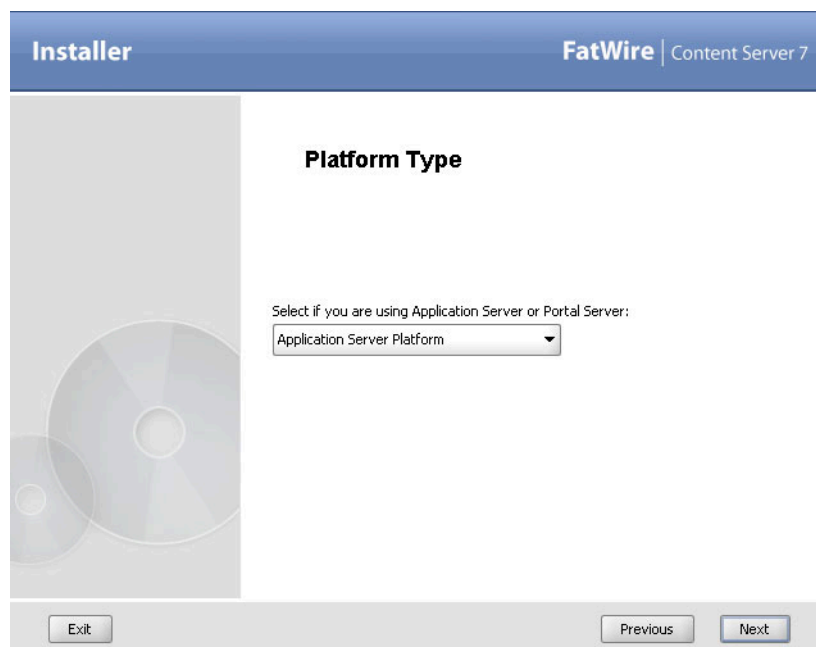 Installer
FatWire | Content Server 7
Platform Type
Select if you are using Application Server or Portal Server:
Application Server Platform
Exit
Previous
Next